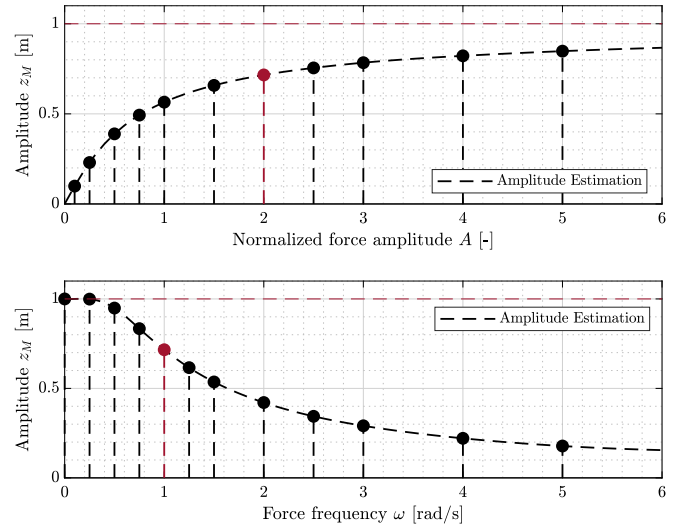 1
0.5
0
Amplitude z_M [m]
Amplitude Estimation
0 1 2 3 4 5 6
Normalized force amplitude A [-]
1
0.5
0
Amplitude z_M [m]
Amplitude Estimation
0 1 2 3 4 5 6
Force frequency ω [rad/s]